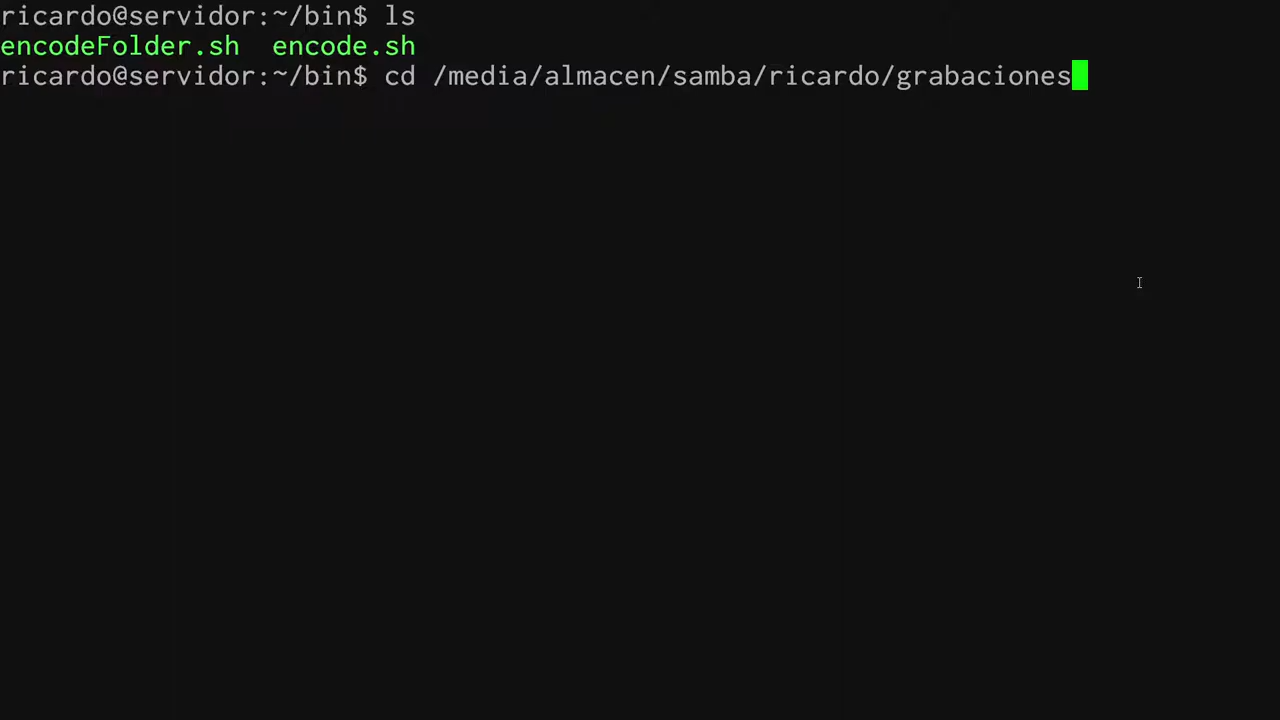 ricardo@servidor:~/bin$ ls
encodeFolder.sh  encode.sh
ricardo@servidor:~/bin$ cd /media/almacen/samba/ricardo/grabaciones